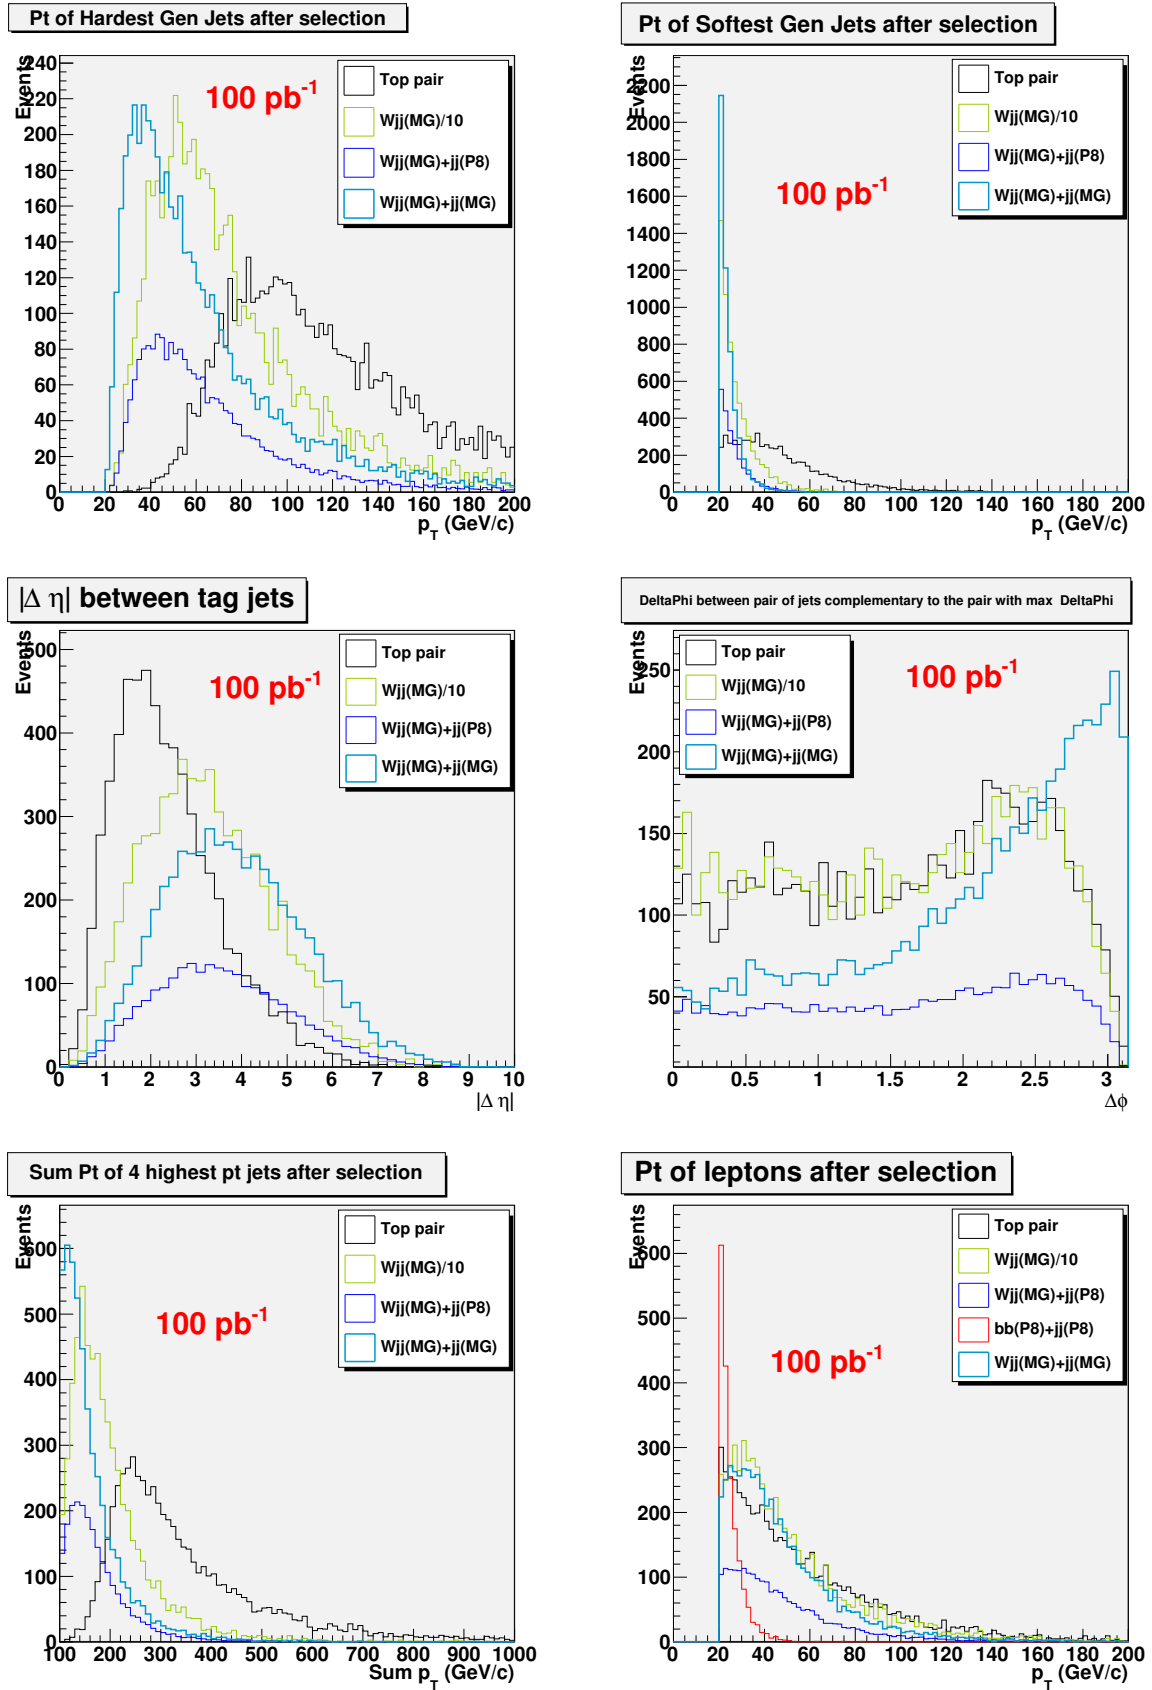 Pt of Hardest Gen Jets after selection
Events
240
220
200
180
160
140
120
100
80
60
40
20
0
100 pb-1
Top pair
Wjj(MG)/10
Wjj(MG)+jj(P8)
Wjj(MG)+jj(MG)
0 20 40 60 80 100 120 140 160 180 200
pT (GeV/c)
Pt of Softest Gen Jets after selection
Events
2200
2000
1800
1600
1400
1200
1000
800
600
400
200
0
100 pb-1
Top pair
Wjj(MG)/10
Wjj(MG)+jj(P8)
Wjj(MG)+jj(MG)
0 20 40 60 80 100 120 140 160 180 200
pT (GeV/c)
|Δ η| between tag jets
Events
500
400
300
200
100
0
100 pb-1
Top pair
Wjj(MG)/10
Wjj(MG)+jj(P8)
Wjj(MG)+jj(MG)
0 1 2 3 4 5 6 7 8 9 10
|Δ η|
DeltaPhi between pair of jets complementary to the pair with max DeltaPhi
Events
250
200
150
100
50
100 pb-1
Top pair
Wjj(MG)/10
Wjj(MG)+jj(P8)
Wjj(MG)+jj(MG)
0 0.5 1 1.5 2 2.5 3
Δϕ
Sum Pt of 4 highest pt jets after selection
Events
600
500
400
300
200
100
0
100 pb-1
Top pair
Wjj(MG)/10
Wjj(MG)+jj(P8)
Wjj(MG)+jj(MG)
100 200 300 400 500 600 700 800 900 1000
Sum pT (GeV/c)
Pt of leptons after selection
Events
600
500
400
300
200
100
0
100 pb-1
Top pair
Wjj(MG)/10
Wjj(MG)+jj(P8)
bb(P8)+jj(P8)
Wjj(MG)+jj(MG)
0 20 40 60 80 100 120 140 160 180 200
pT (GeV/c)